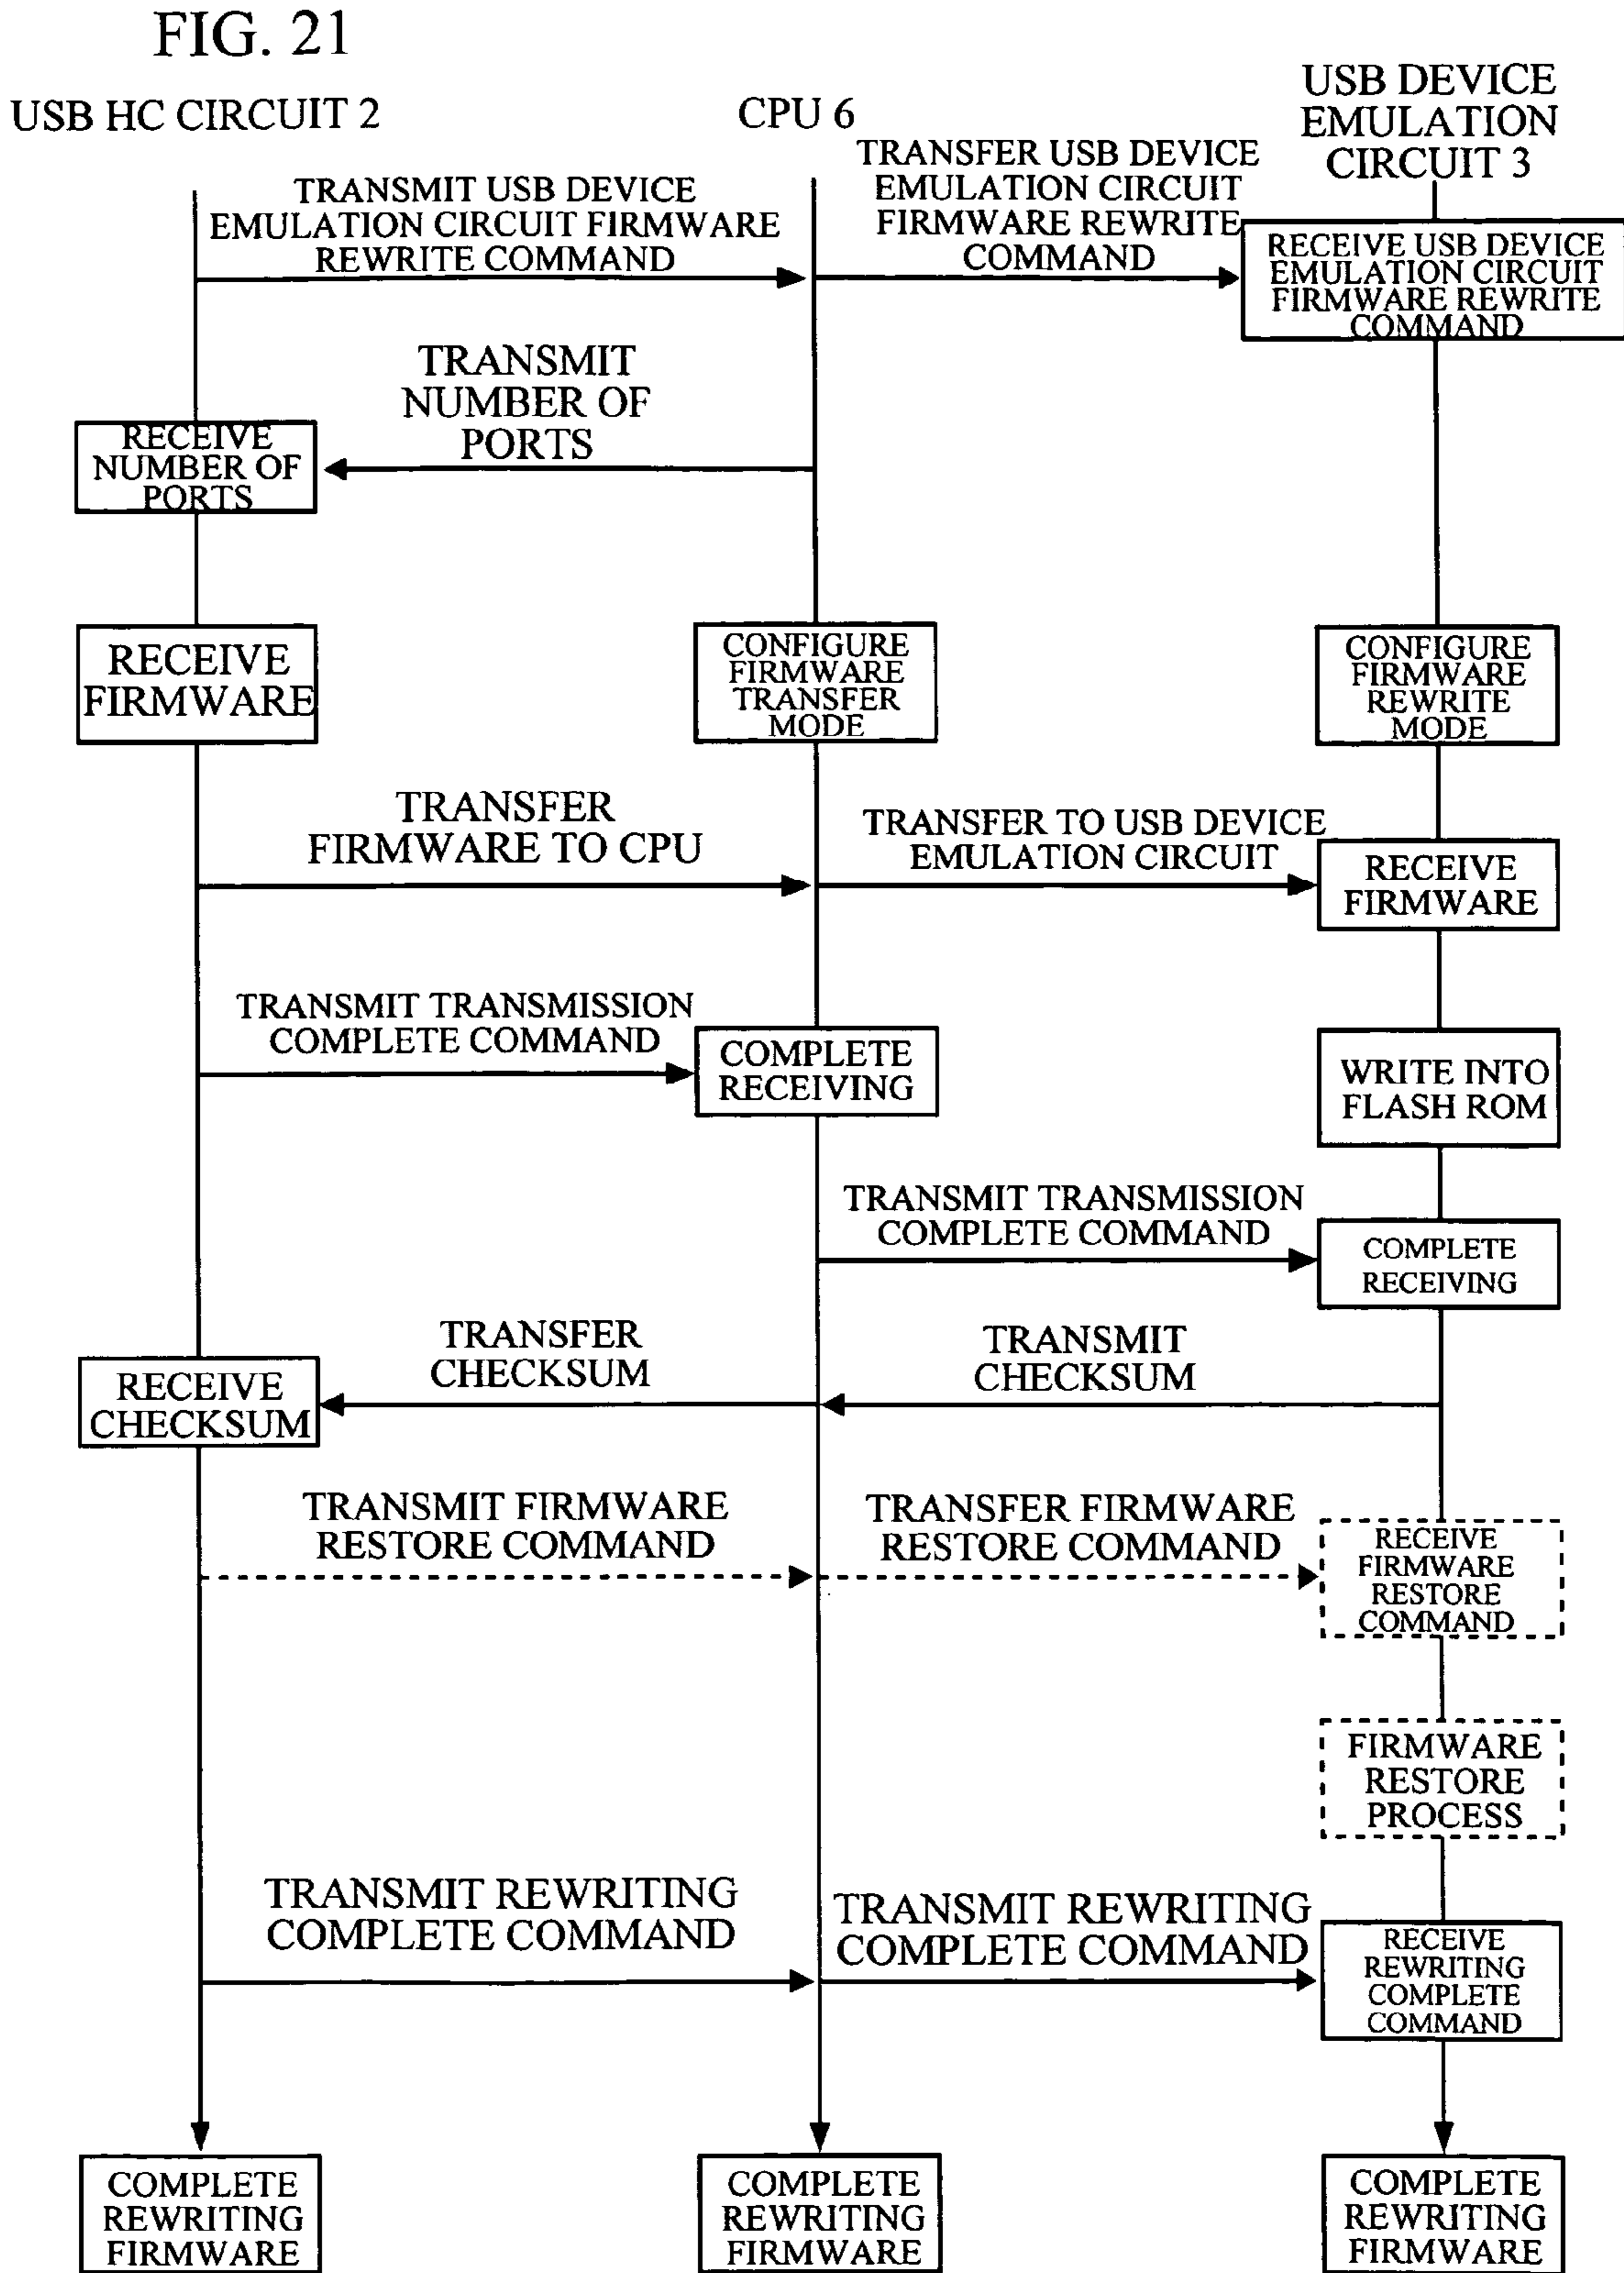 FIG. 21
USB HC CIRCUIT 2
CPU 6
USB DEVICE
EMULATION
CIRCUIT 3
TRANSMIT USB DEVICE
EMULATION CIRCUIT FIRMWARE
REWRITE COMMAND
TRANSFER USB DEVICE
EMULATION CIRCUIT
FIRMWARE REWRITE
COMMAND
RECEIVE USB DEVICE
EMULATION CIRCUIT
FIRMWARE REWRITE
COMMAND
TRANSMIT
NUMBER OF
PORTS
RECEIVE
NUMBER OF
PORTS
RECEIVE
FIRMWARE
CONFIGURE
FIRMWARE
TRANSFER
MODE
CONFIGURE
FIRMWARE
REWRITE
MODE
TRANSFER
FIRMWARE TO CPU
TRANSFER TO USB DEVICE
EMULATION CIRCUIT
RECEIVE
FIRMWARE
TRANSMIT TRANSMISSION
COMPLETE COMMAND
COMPLETE
RECEIVING
WRITE INTO
FLASH ROM
TRANSMIT TRANSMISSION
COMPLETE COMMAND
COMPLETE
RECEIVING
TRANSFER
CHECKSUM
TRANSMIT
CHECKSUM
RECEIVE
CHECKSUM
TRANSMIT FIRMWARE
RESTORE COMMAND
TRANSFER FIRMWARE
RESTORE COMMAND
RECEIVE
FIRMWARE
RESTORE
COMMAND
FIRMWARE
RESTORE
PROCESS
TRANSMIT REWRITING
COMPLETE COMMAND
TRANSMIT REWRITING
COMPLETE COMMAND
RECEIVE
REWRITING
COMPLETE
COMMAND
COMPLETE
REWRITING
FIRMWARE
COMPLETE
REWRITING
FIRMWARE
COMPLETE
REWRITING
FIRMWARE